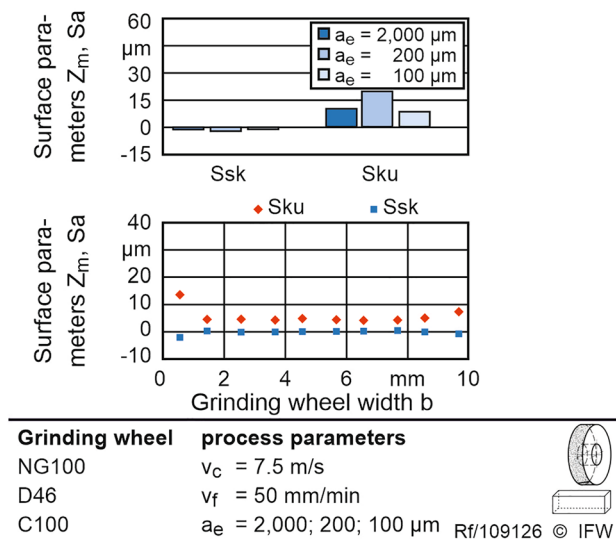 Surface para-
meters Zm, Sa
60
µm
30
15
0
-15
ae = 2,000 µm
ae = 200 µm
ae = 100 µm
Ssk Sku
Sku Ssk
Surface para-
meters Zm, Sa
40
µm
20
10
0
-10
0 2 4 6 mm 10
Grinding wheel width b
Grinding wheel process parameters
NG100 vc = 7.5 m/s
D46 vf = 50 mm/min
C100 ae = 2,000; 200; 100 µm
Rf/109126 © IFW